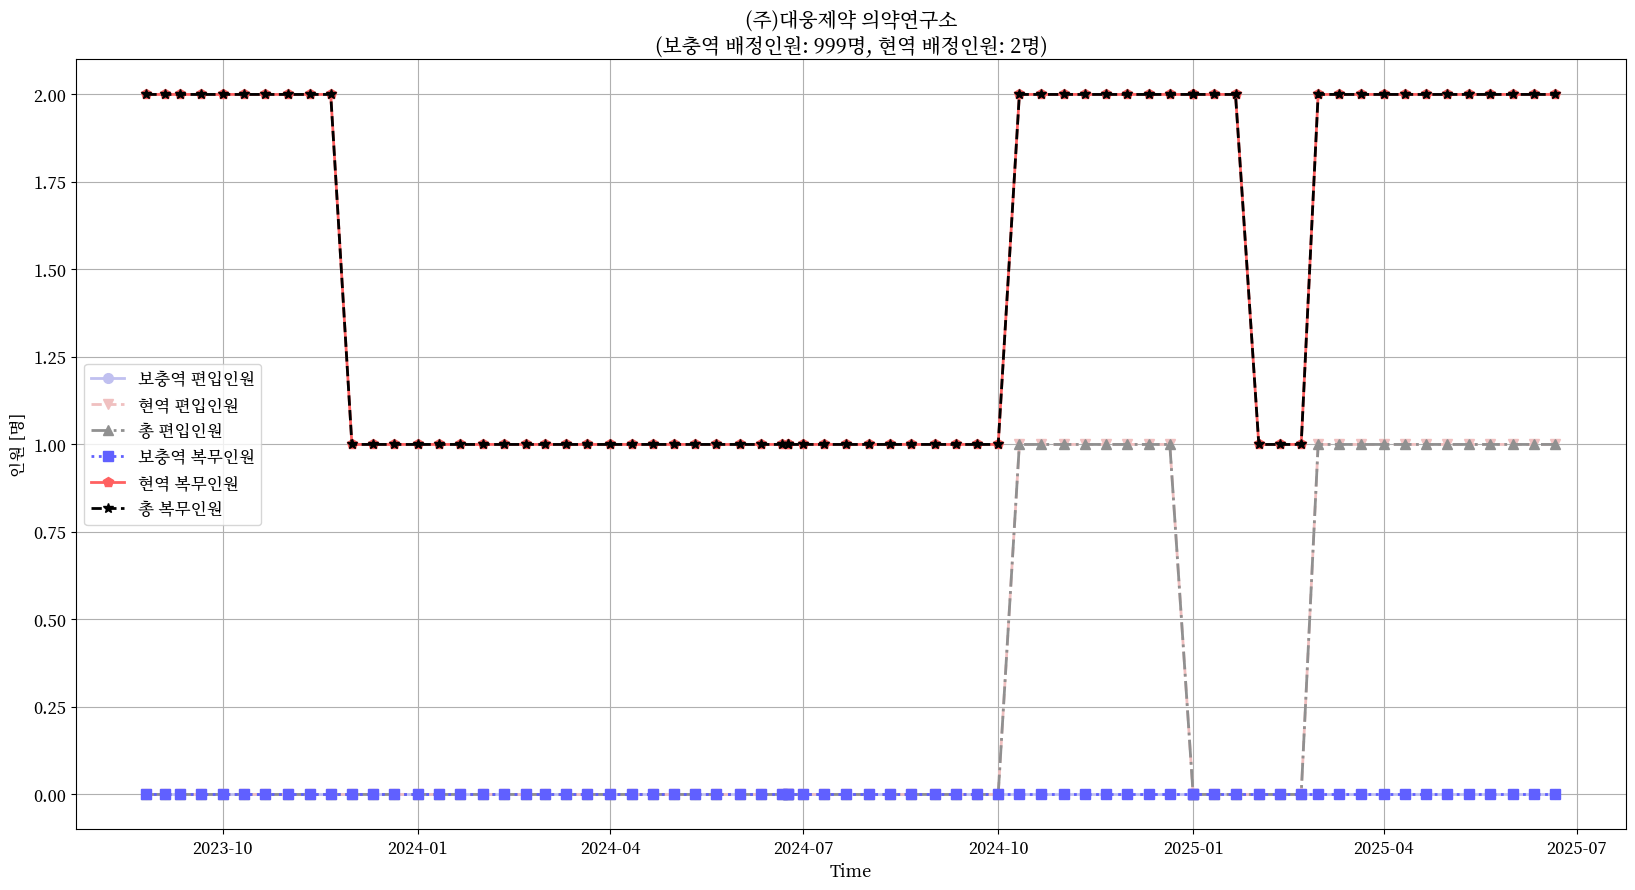 (주)대웅제약 의약연구소
(보충역 배정인원: 999명, 현역 배정인원: 2명)
2.00
1.75
1.50
1.25
1.00
0.75
0.50
0.25
0.00
인원 [명]
보충역 편입인원
현역 편입인원
총 편입인원
보충역 복무인원
현역 복무인원
총 복무인원
2023-10
2024-01
2024-04
2024-07
2024-10
2025-01
2025-04
2025-07
Time